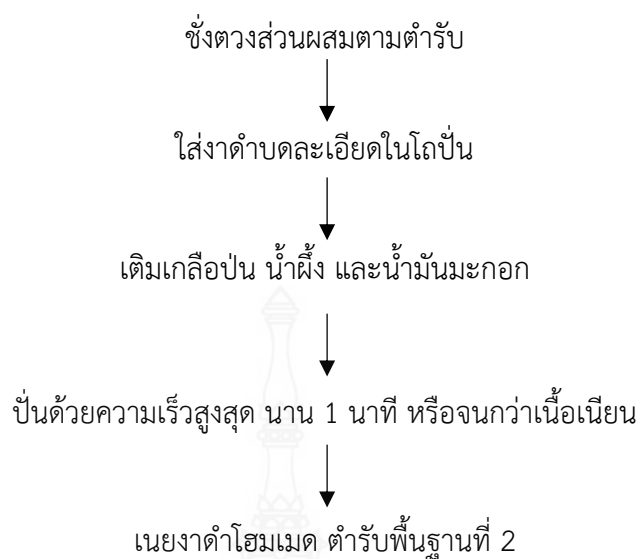 ชั่งตวงส่วนผสมตามตำรับ
ใส่งาดำบดละเอียดในโถปั่น
เติมเกลือป่น น้ำผึ้ง และน้ำมันมะกอก
ปั่นด้วยความเร็วสูงสุด นาน 1 นาที หรือจนกว่าเนื้อเนียน
เนยงาดำโฮมเมด ตำรับพื้นฐานที่ 2